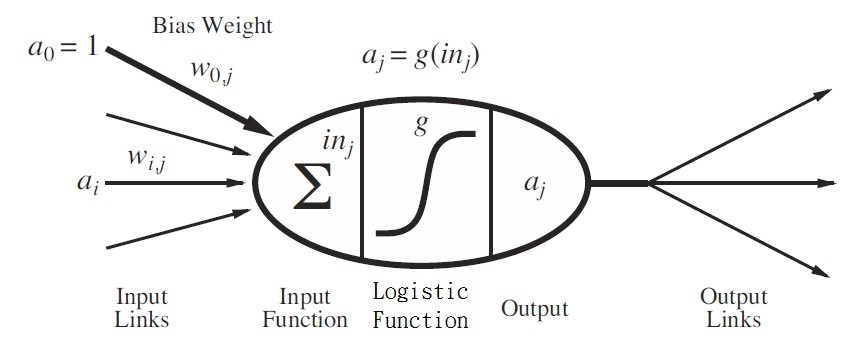 Bias Weight
a₀ = 1
w₀,j
aⱼ = g(inⱼ)
inⱼ
g
wᵢ,j
aᵢ
Σ
aⱼ
Input
Links
Input
Function
Logistic
Function
Output
Output
Links